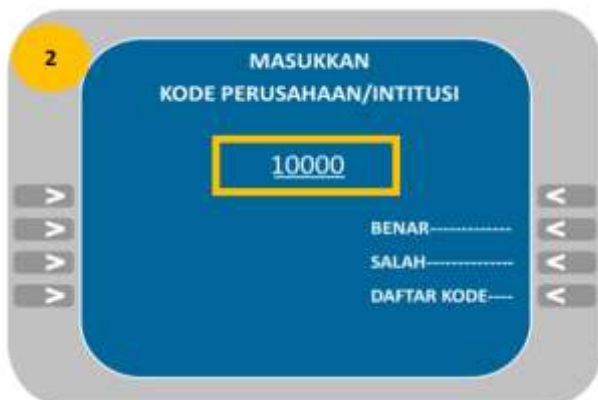 2
MASUKKAN
KODE PERUSAHAAN/INTITUSI
10000
BENAR-------------
SALAH---------------
DAFTAR KODE----